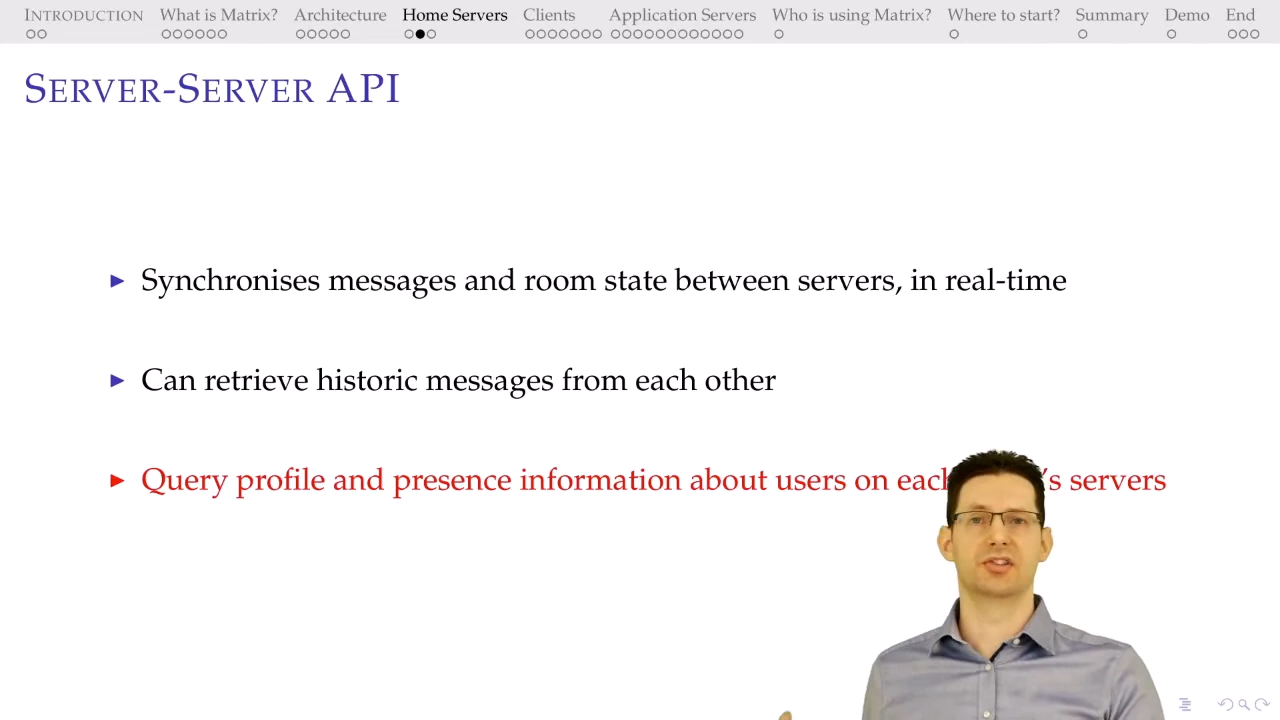 INTRODUCTION What is Matrix? Architecture Home Servers Clients Application Servers Who is using Matrix? Where to start? Summary Demo End
SERVER-SERVER API
Synchronises messages and room state between servers, in real-time
Can retrieve historic messages from each other
Query profile and presence information about users on each 's servers